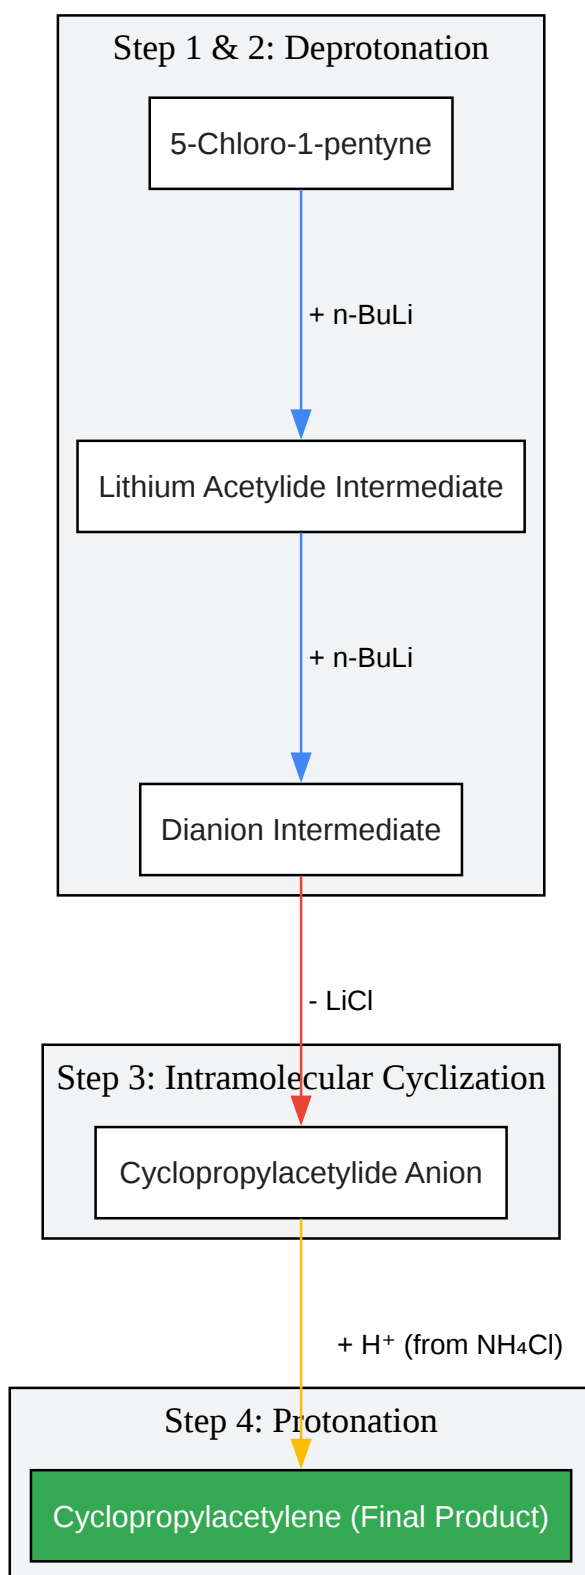 Step 1 & 2: Deprotonation
5-Chloro-1-pentyne
+ n-BuLi
Lithium Acetylide Intermediate
+ n-BuLi
Dianion Intermediate
- LiCl
Step 3: Intramolecular Cyclization
Cyclopropylacetylide Anion
+ H⁺ (from NH₄Cl)
Step 4: Protonation
Cyclopropylacetylene (Final Product)